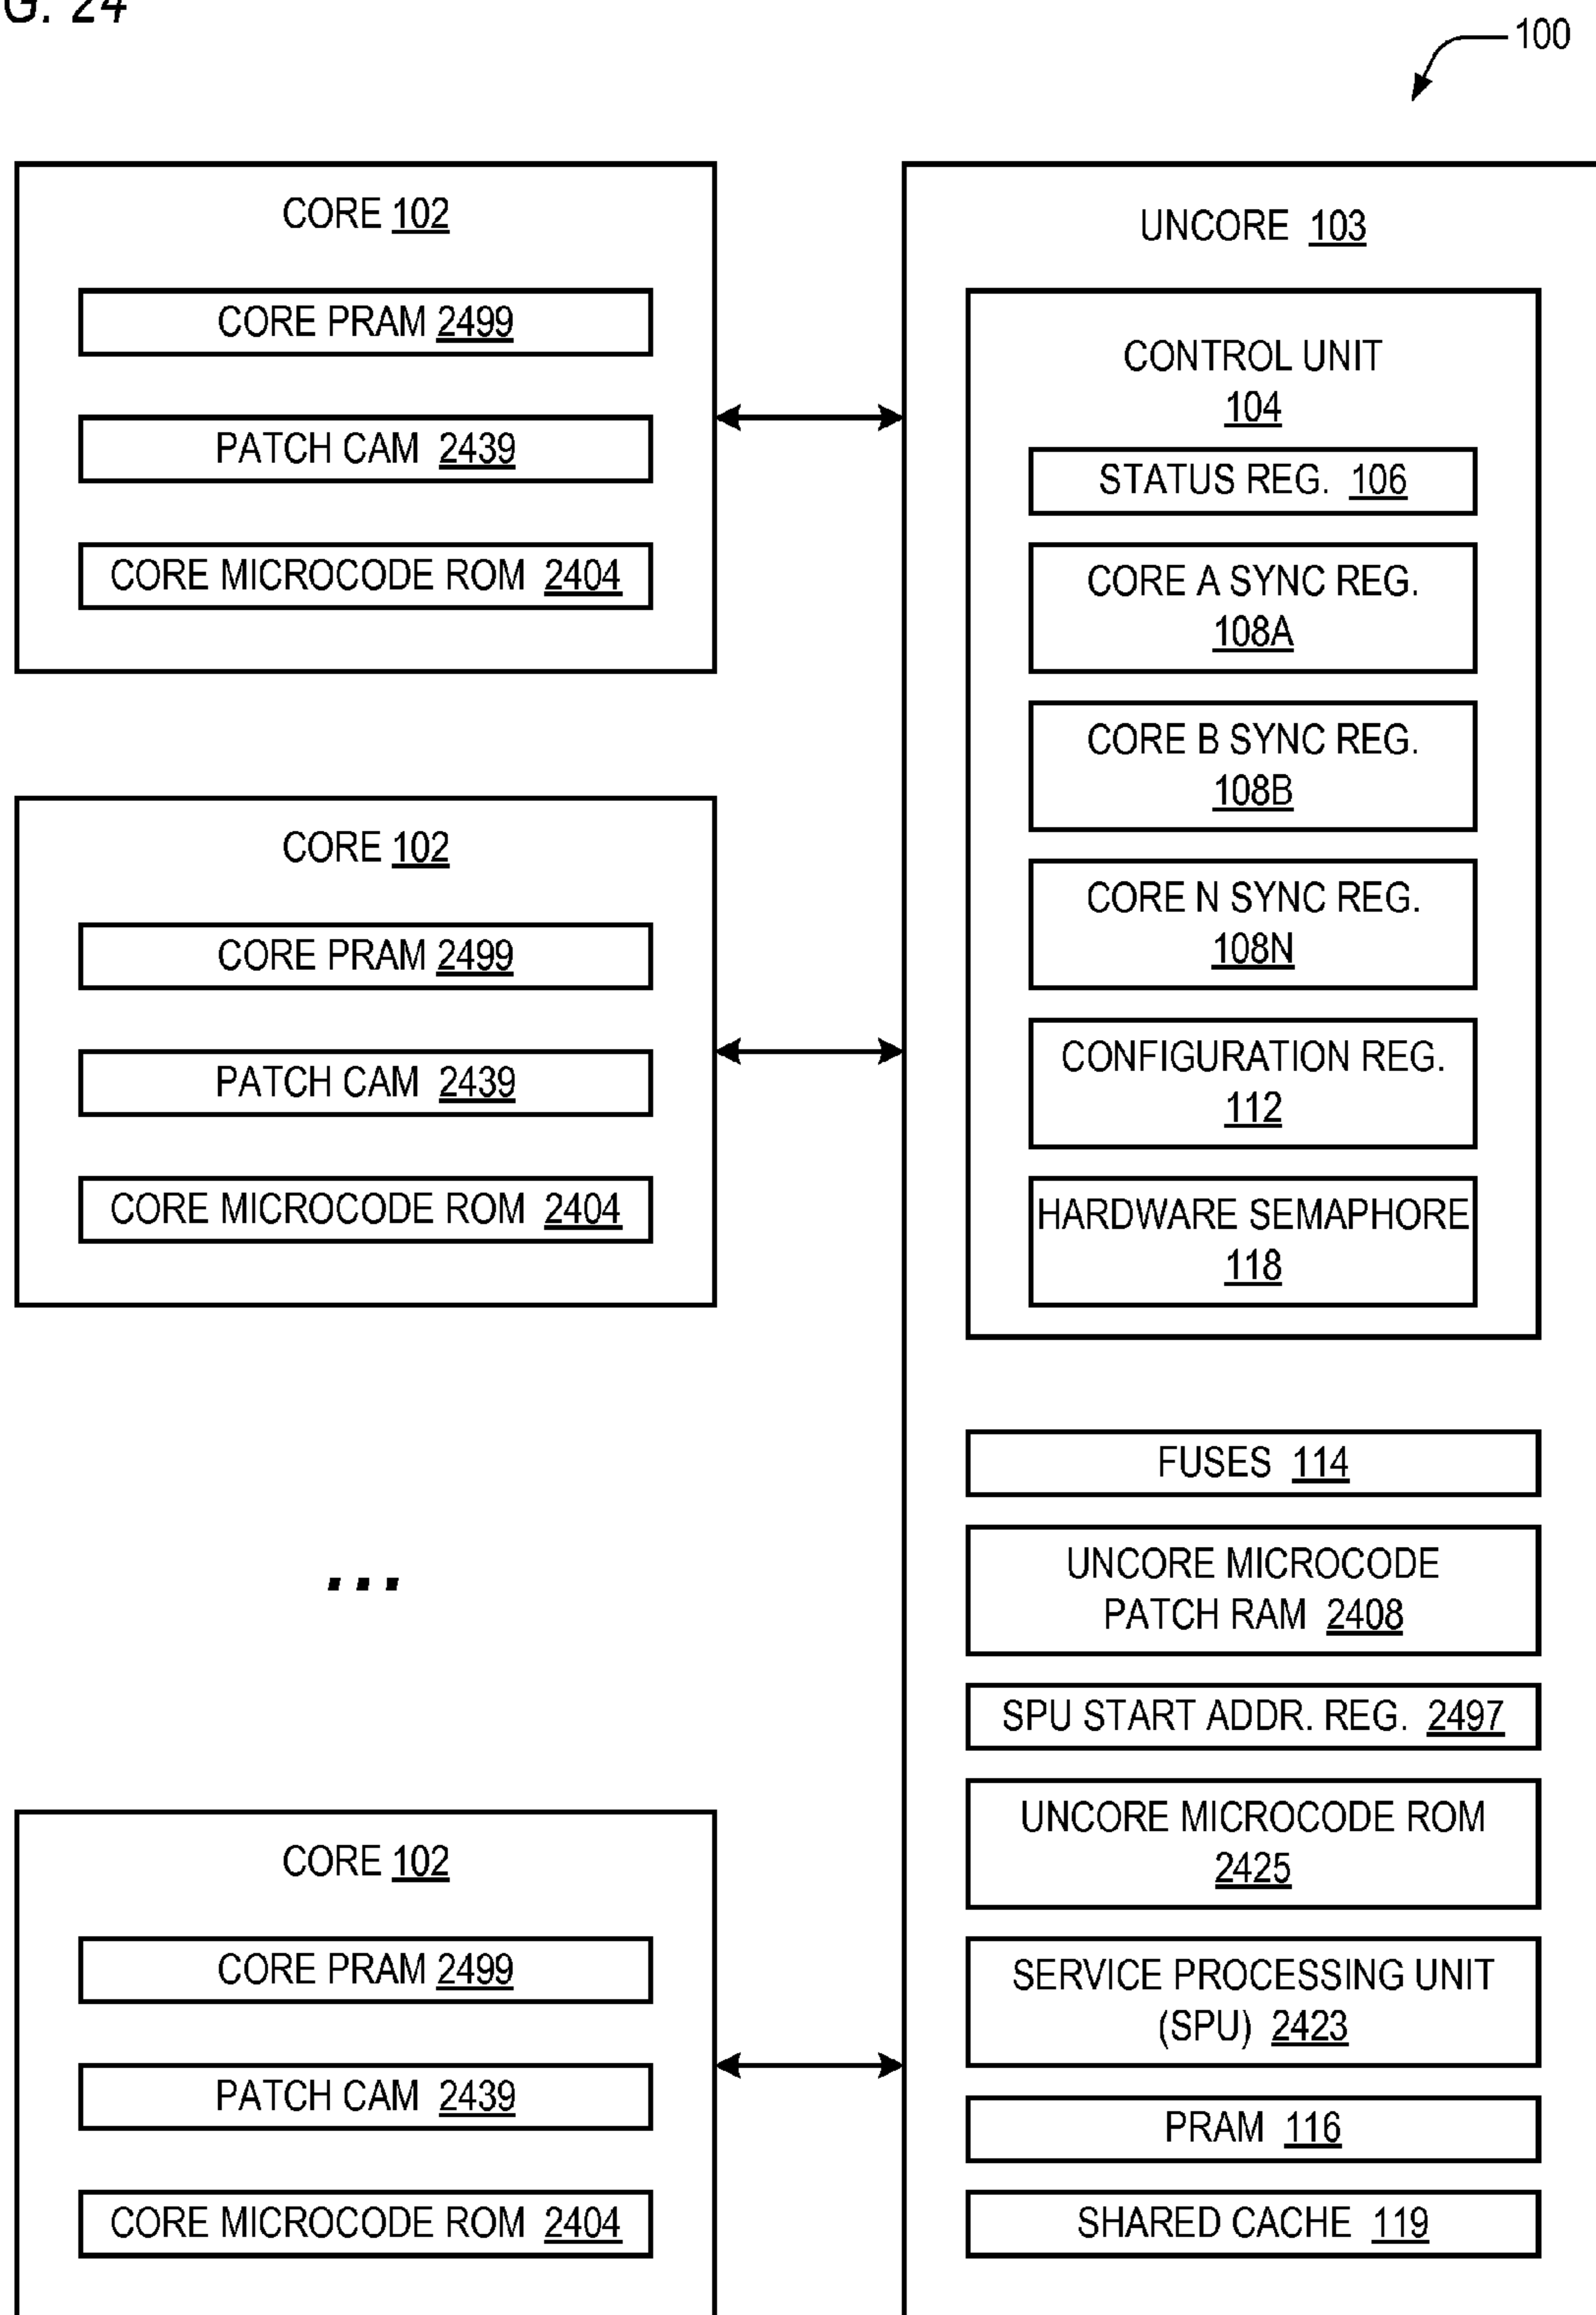 G. 24
100
CORE 102
CORE PRAM 2499
PATCH CAM 2439
CORE MICROCODE ROM 2404
CORE 102
CORE PRAM 2499
PATCH CAM 2439
CORE MICROCODE ROM 2404
...
CORE 102
CORE PRAM 2499
PATCH CAM 2439
CORE MICROCODE ROM 2404
UNCORE 103
CONTROL UNIT
104
STATUS REG. 106
CORE A SYNC REG.
108A
CORE B SYNC REG.
108B
CORE N SYNC REG.
108N
CONFIGURATION REG.
112
HARDWARE SEMAPHORE
118
FUSES 114
UNCORE MICROCODE
PATCH RAM 2408
SPU START ADDR. REG. 2497
UNCORE MICROCODE ROM
2425
SERVICE PROCESSING UNIT
(SPU) 2423
PRAM 116
SHARED CACHE 119